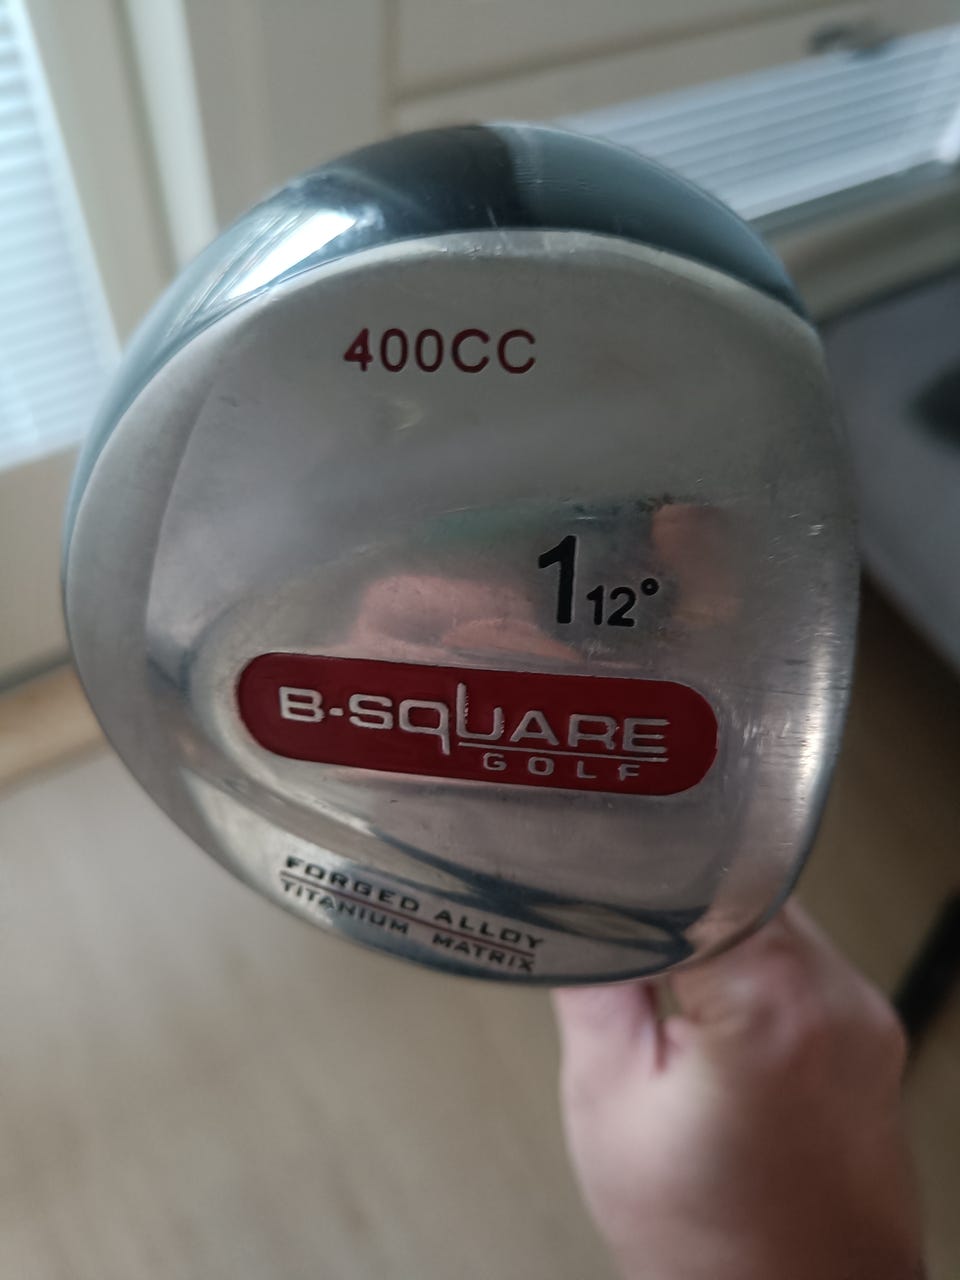 400CC
1 12°
B-SQUARE
GOLF
FORGED ALLOY
TITANIUM MATRIX